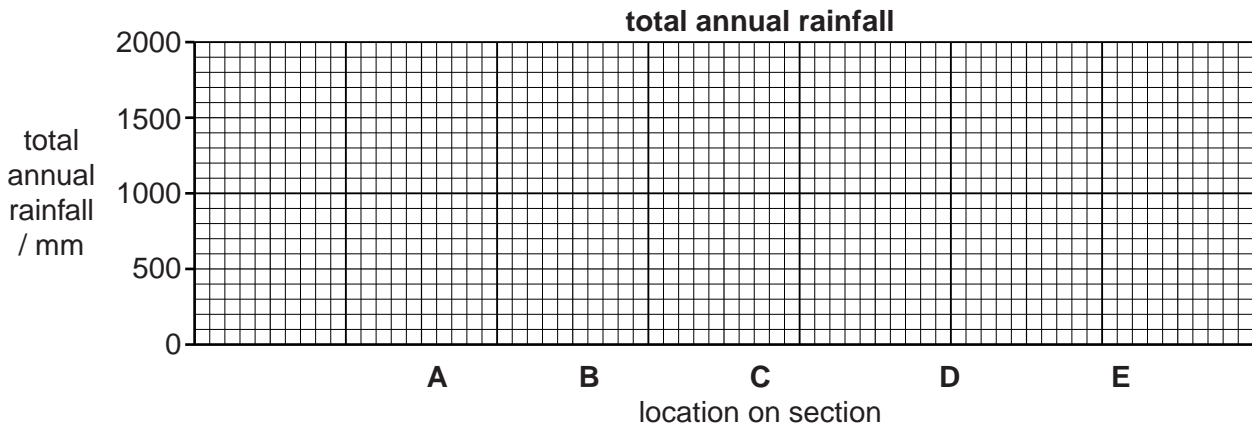 total annual rainfall
2000
1500
1000
500
0
total
annual
rainfall
/ mm
A B C D E
location on section